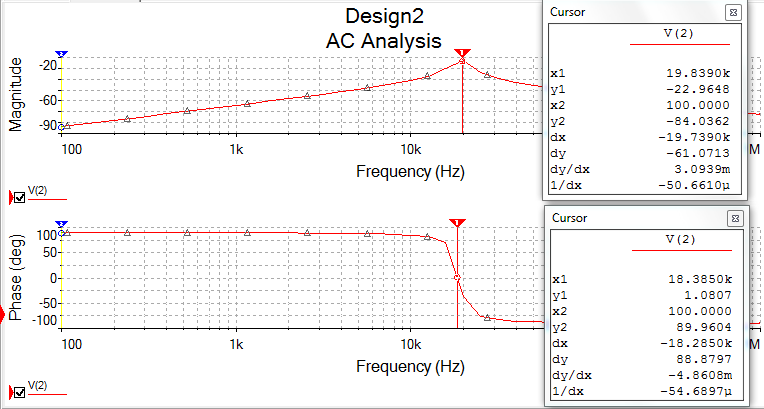 Design2
AC Analysis
Magnitude
-20
-60
-90
100
1k
10k
M
Frequency (Hz)
V(2)
Phase (deg)
100
50
0
-50
-100
100
1k
10k
M
Frequency (Hz)
V(2)
Cursor
V(2)
x1 19.8390k
y1 -22.9648
x2 100.0000
y2 -84.0362
dx -19.7390k
dy -61.0713
dy/dx 3.0939m
1/dx -50.6610µ
Cursor
V(2)
x1 18.3850k
y1 1.0807
x2 100.0000
y2 89.9604
dx -18.2850k
dy 88.8797
dy/dx -4.8608m
1/dx -54.6897µ